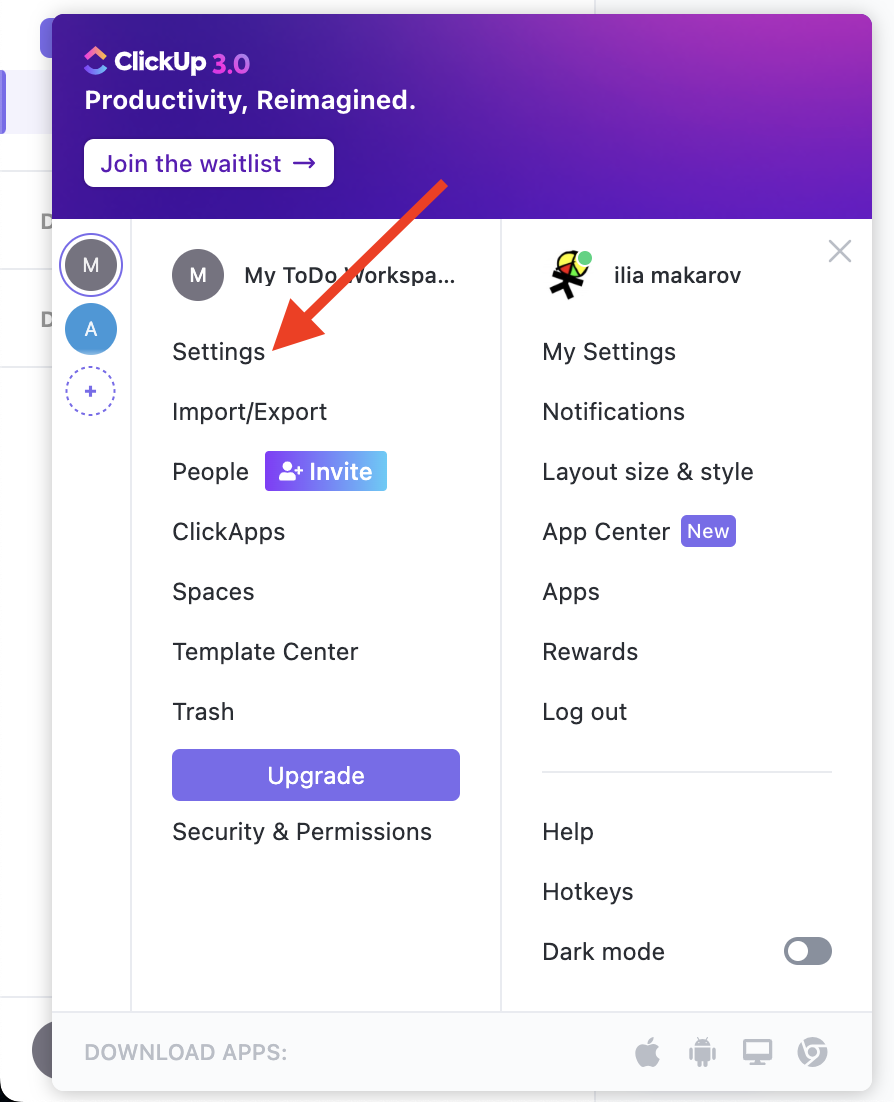 ClickUp 3.0
Productivity, Reimagined.
Join the waitlist →
D
D
M
A
+
M My ToDo Workspa...
Settings
Import/Export
People Invite
ClickApps
Spaces
Template Center
Trash
Upgrade
Security & Permissions
ilia makarov
My Settings
Notifications
Layout size & style
App Center New
Apps
Rewards
Log out
Help
Hotkeys
Dark mode
DOWNLOAD APPS: